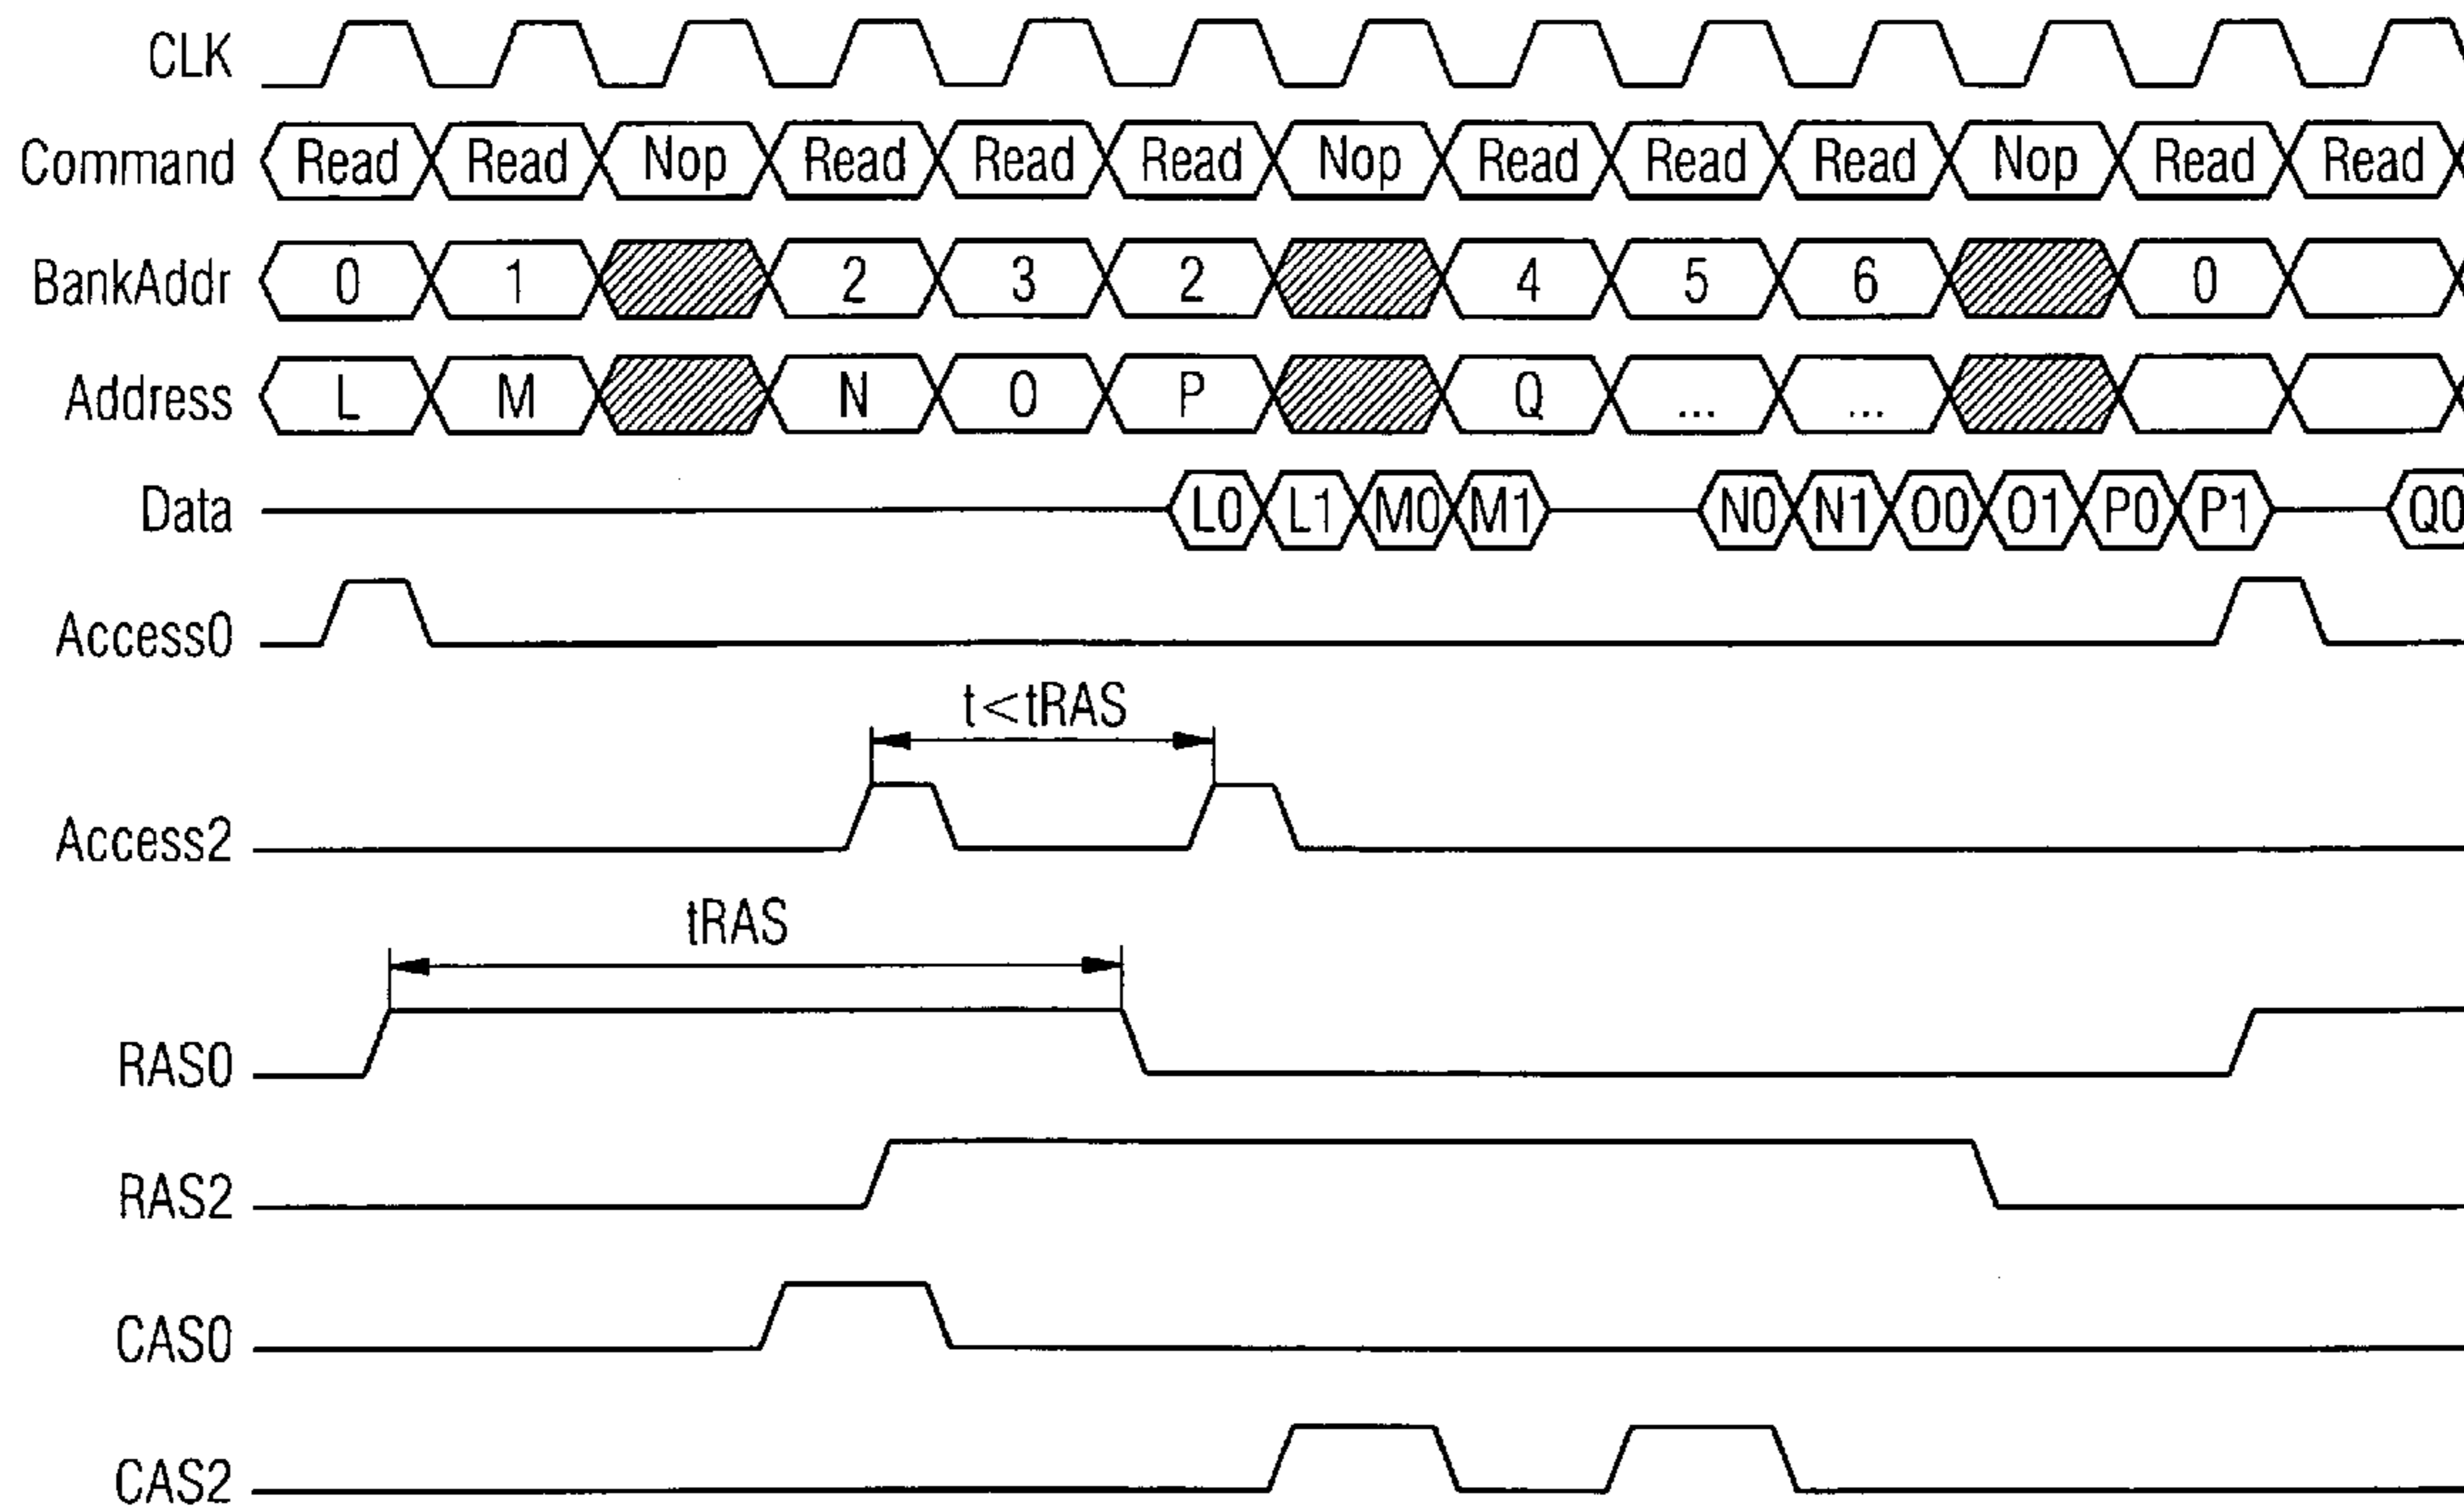 CLK
Command Read Read Nop Read Read Read Nop Read Read Read Nop Read Read
BankAddr 0 1 2 3 2 4 5 6 0
Address L M N O P Q ... ...
Data L0 L1 M0 M1 N0 N1 O0 O1 P0 P1 Q0
Access0
t<tRAS
Access2
tRAS
RAS0
RAS2
CAS0
CAS2